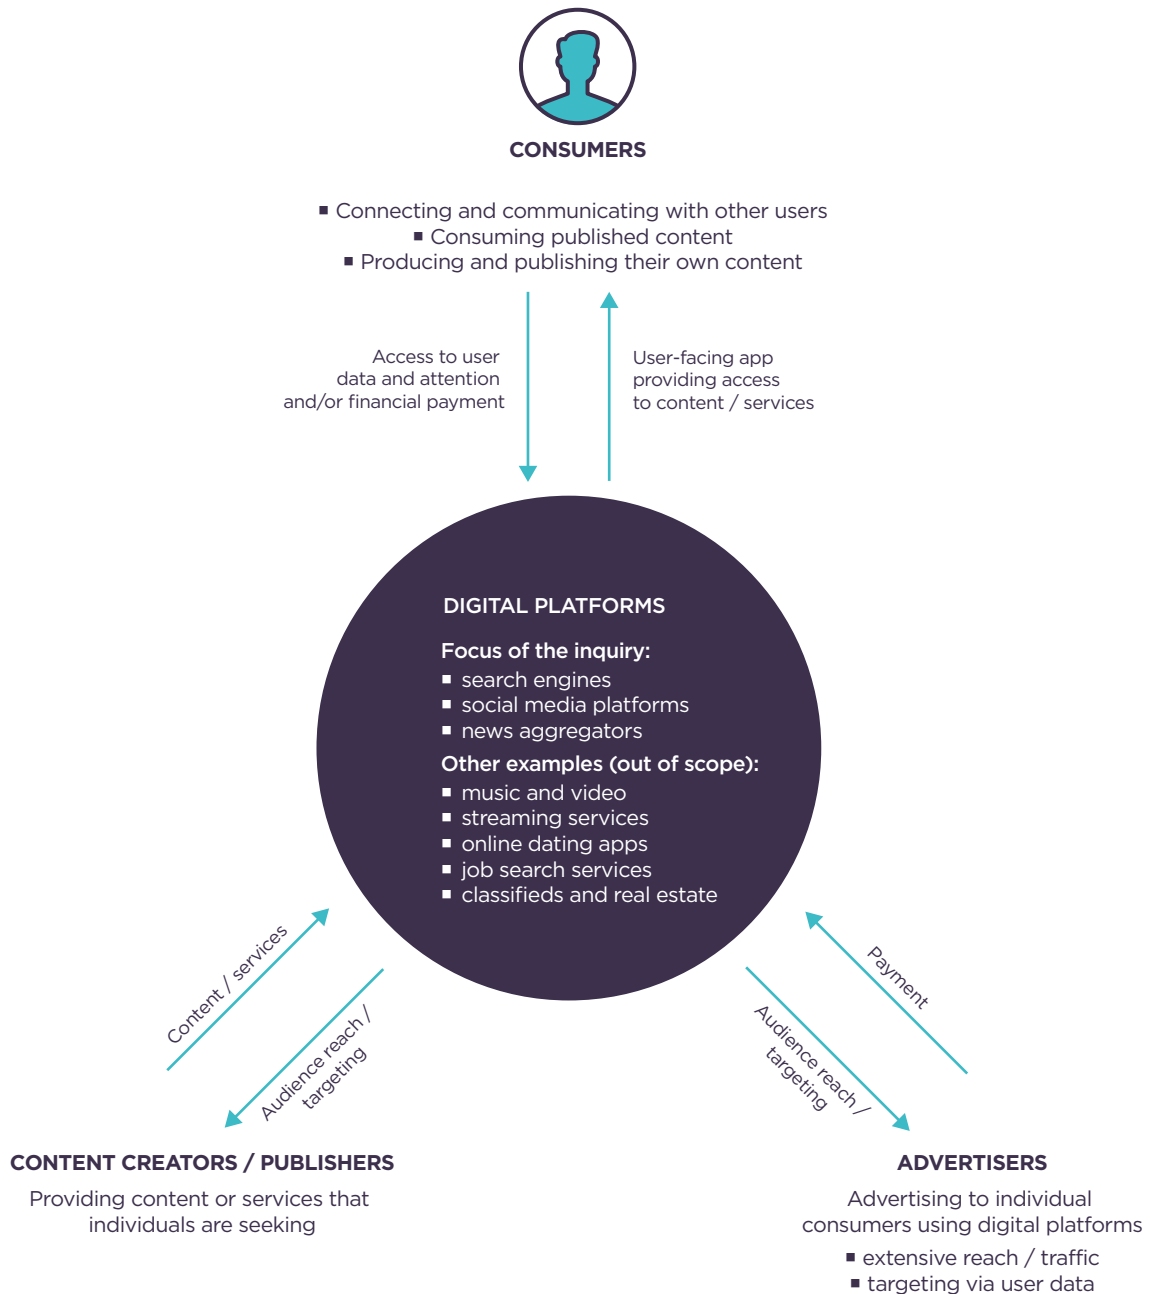 CONSUMERS
▪ Connecting and communicating with other users
▪ Consuming published content
▪ Producing and publishing their own content
Access to user
data and attention
and/or financial payment
User-facing app
providing access
to content / services
DIGITAL PLATFORMS
Focus of the inquiry:
▪ search engines
▪ social media platforms
▪ news aggregators
Other examples (out of scope):
▪ music and video
▪ streaming services
▪ online dating apps
▪ job search services
▪ classifieds and real estate
Content / services
Audience reach /
targeting
Audience reach /
targeting
Payment
CONTENT CREATORS / PUBLISHERS
Providing content or services that
individuals are seeking
ADVERTISERS
Advertising to individual
consumers using digital platforms
▪ extensive reach / traffic
▪ targeting via user data